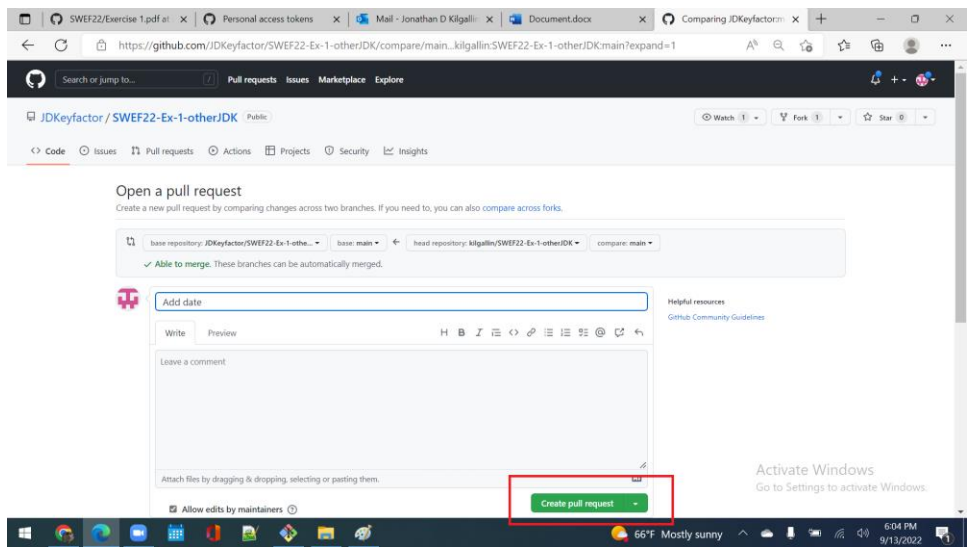 SWEF22/Exercise 1.pdf at
Personal access tokens
Mail - Jonathan D Kilgallin
Document.docx
Comparing JDKeyfactor:m
https://github.com/JDKeyfactor/SWEF22-Ex-1-otherJDK/compare/main...kilgallin:SWEF22-Ex-1-otherJDK:main?expand=1
Search or jump to... / Pull requests Issues Marketplace Explore
JDKeyfactor / SWEF22-Ex-1-otherJDK Public
Watch 1 Fork 1 Star 0
<> Code Issues Pull requests Actions Projects Security Insights
Open a pull request
Create a new pull request by comparing changes across two branches. If you need to, you can also compare across forks.
base repository: JDKeyfactor/SWEF22-Ex-1-othe... base: main ← head repository: kilgallin/SWEF22-Ex-1-otherJDK compare: main
✓ Able to merge. These branches can be automatically merged.
Add date
Helpful resources
GitHub Community Guidelines
Write Preview H B I <> @
Leave a comment
Attach files by dragging & dropping, selecting or pasting them.
Create pull request
Allow edits by maintainers
Activate Windows
Go to Settings to activate Windows.
66°F Mostly sunny
6:04 PM
9/13/2022